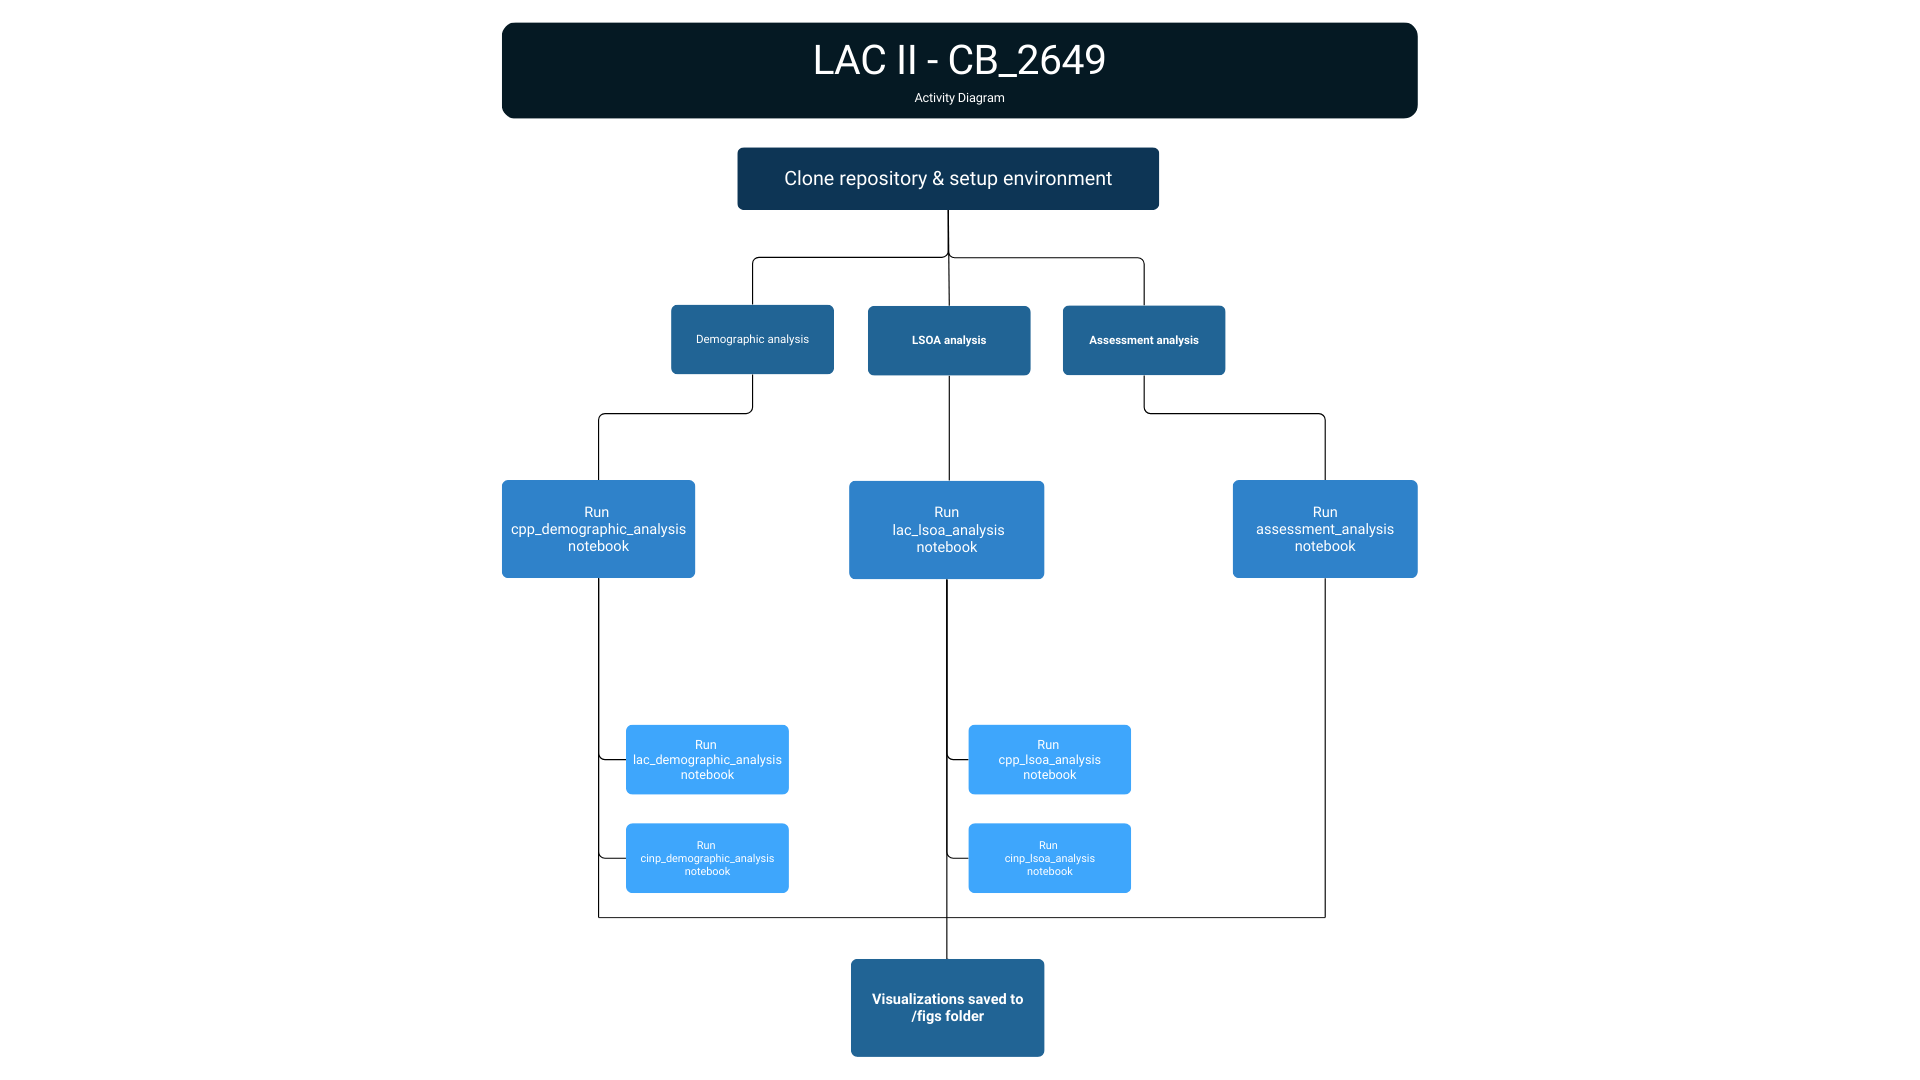 LAC II - CB_2649
Activity Diagram
Clone repository & setup environment
Demographic analysis
LSOA analysis
Assessment analysis
Run
cpp_demographic_analysis
notebook
Run
lac_lsoa_analysis
notebook
Run
assessment_analysis
notebook
Run
lac_demographic_analysis
notebook
Run
cpp_lsoa_analysis
notebook
Run
cinp_demographic_analysis
notebook
Run
cinp_lsoa_analysis
notebook
Visualizations saved to
/figs folder